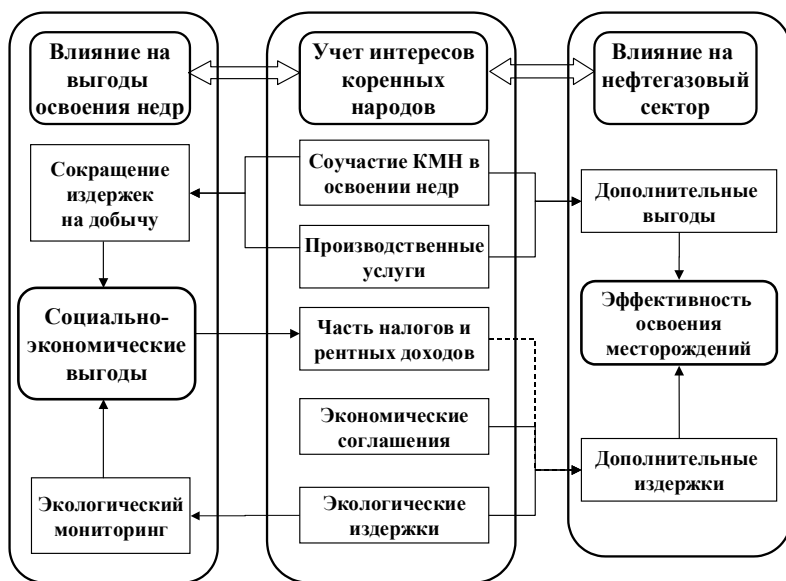 Влияние на
выгоды
освоения недр
Учет интересов
коренных
народов
Влияние на
нефтегазовый
сектор
Сокращение
издержек
на добычу
Соучастие КМН в
освоении недр
Дополнительные
выгоды
Производственные
услуги
Социально-
экономические
выгоды
Часть налогов и
рентных доходов
Эффективность
освоения
месторождений
Экономические
соглашения
Дополнительные
издержки
Экологический
мониторинг
Экологические
издержки